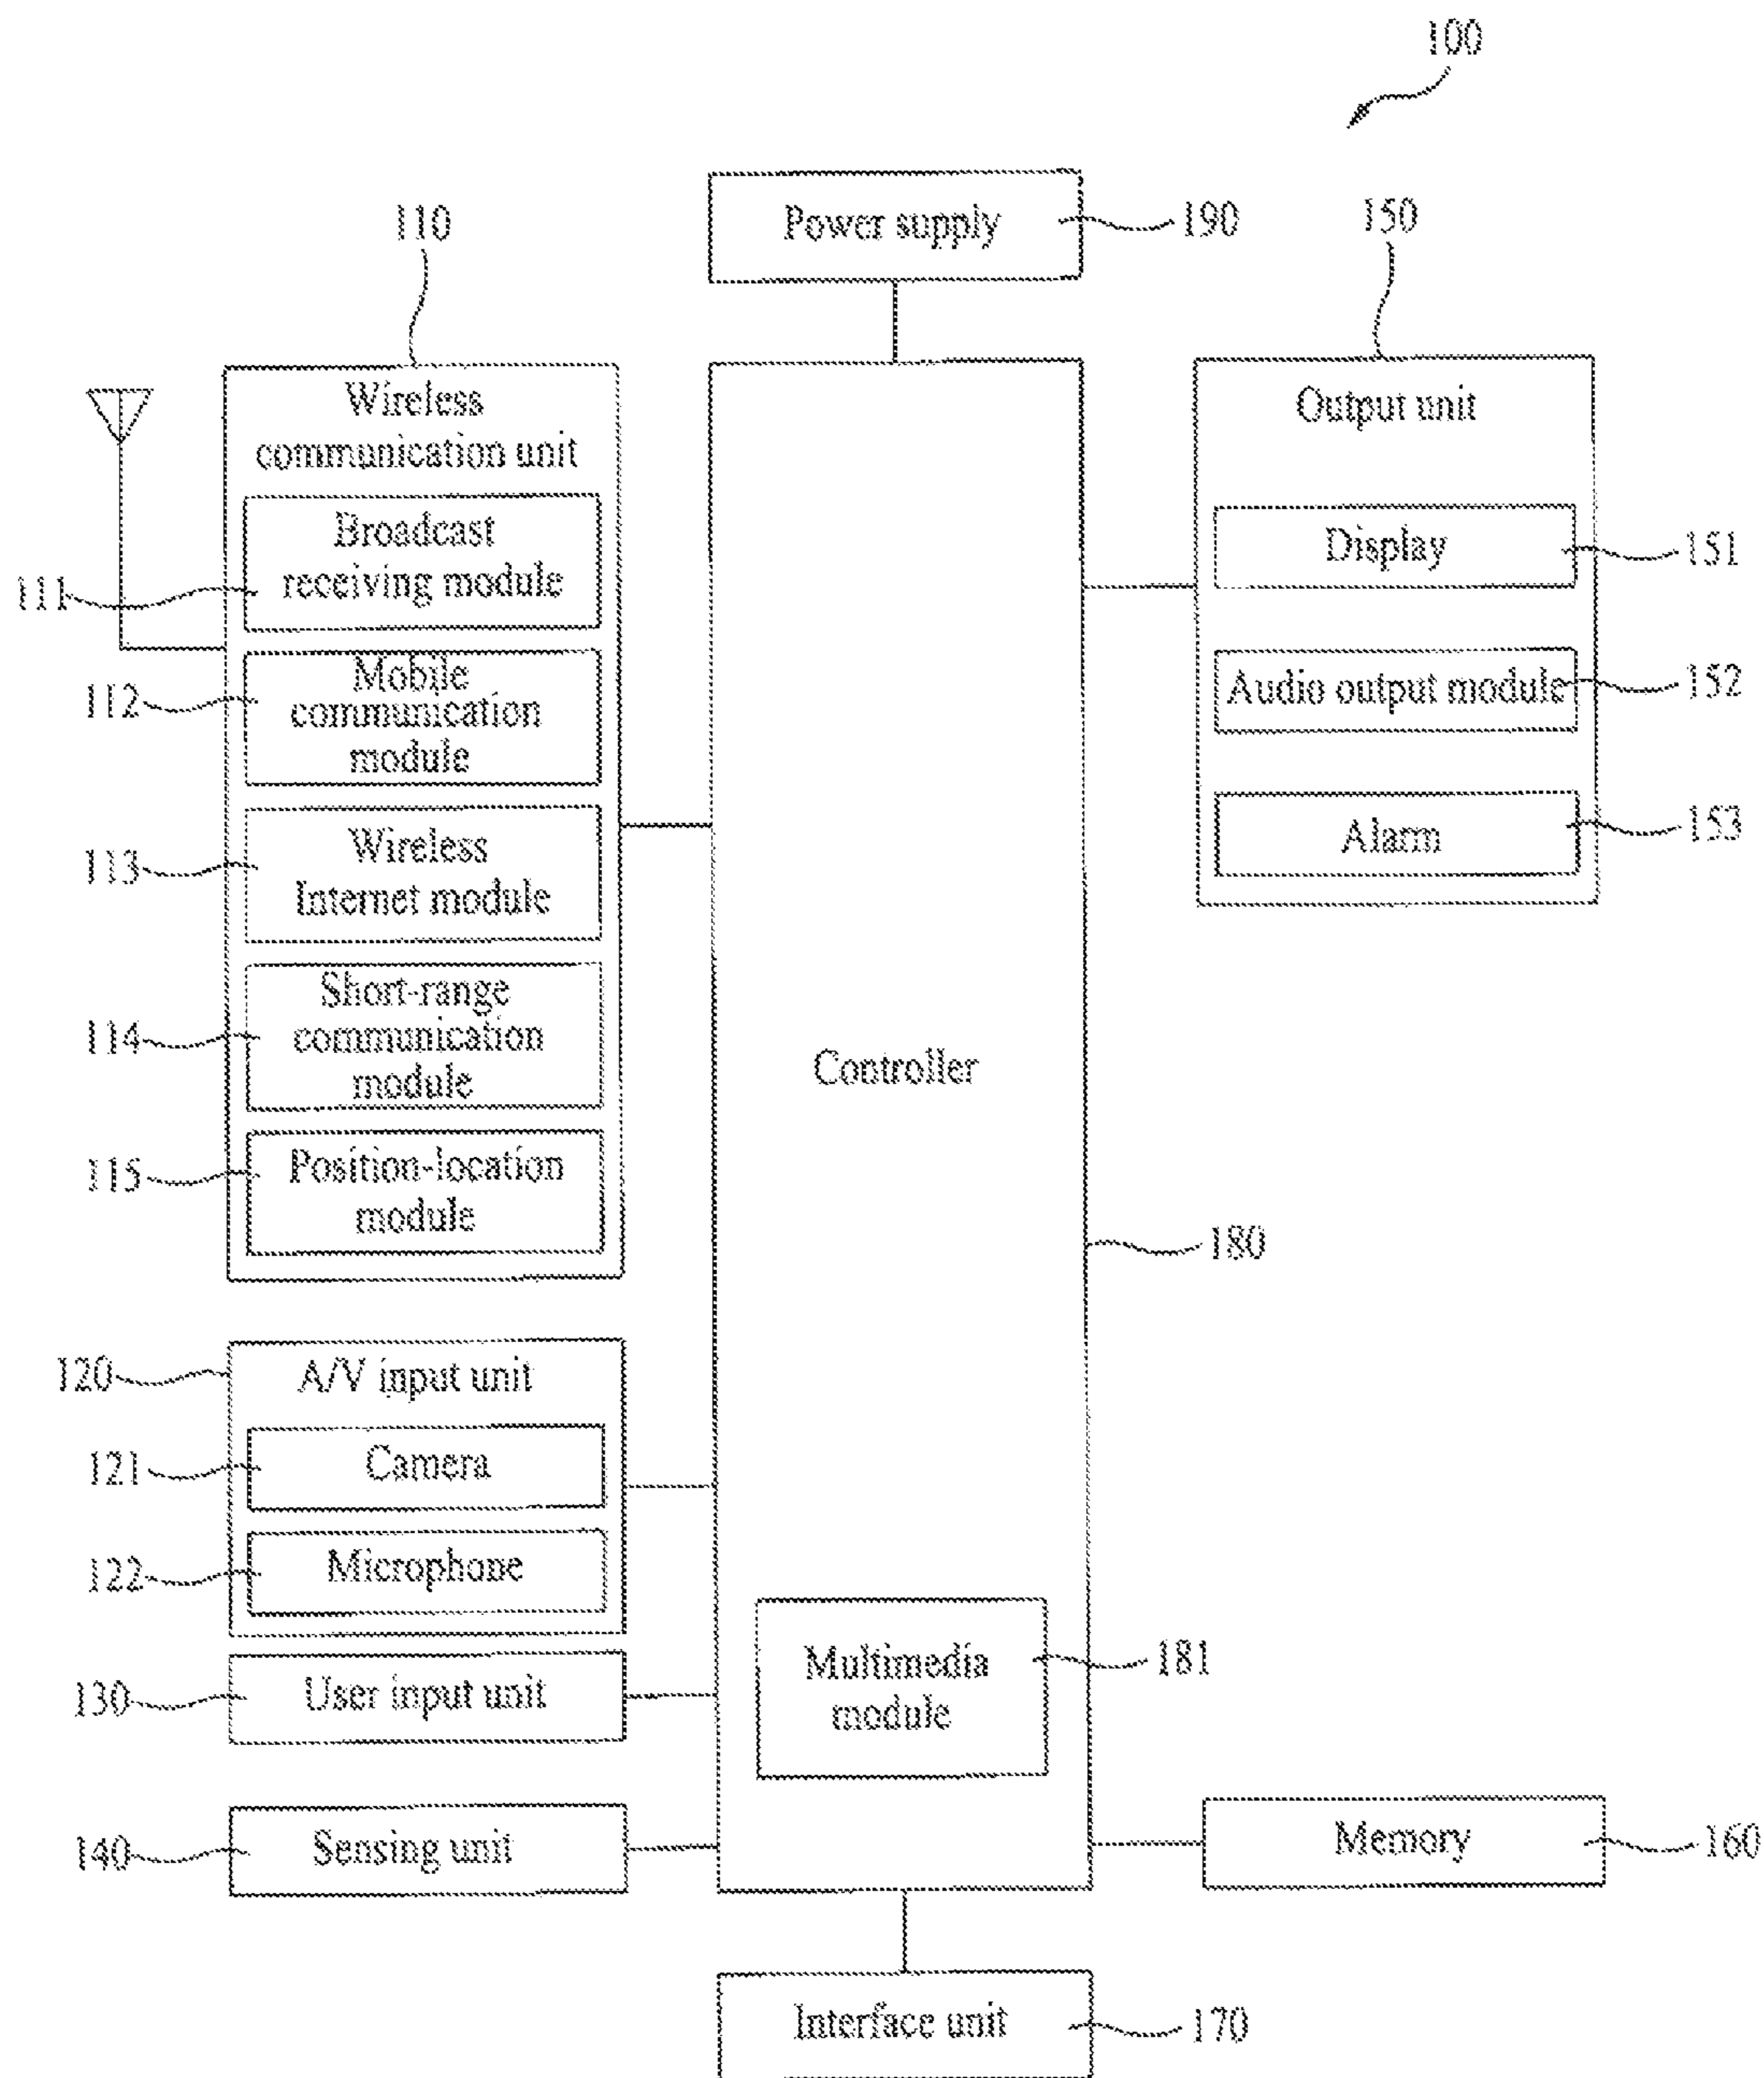 100
Power supply
190
110
150
Wireless
communication unit
Broadcast
receiving module
111
Mobile
communication
module
112
Wireless
Internet module
113
Short-range
communication
module
114
Position-location
module
115
Output unit
Display
151
Audio output module
152
Alarm
153
Controller
180
120
A/V input unit
121
Camera
122
Microphone
130
User input unit
Multimedia
module
181
140
Sensing unit
Memory
160
Interface unit
170